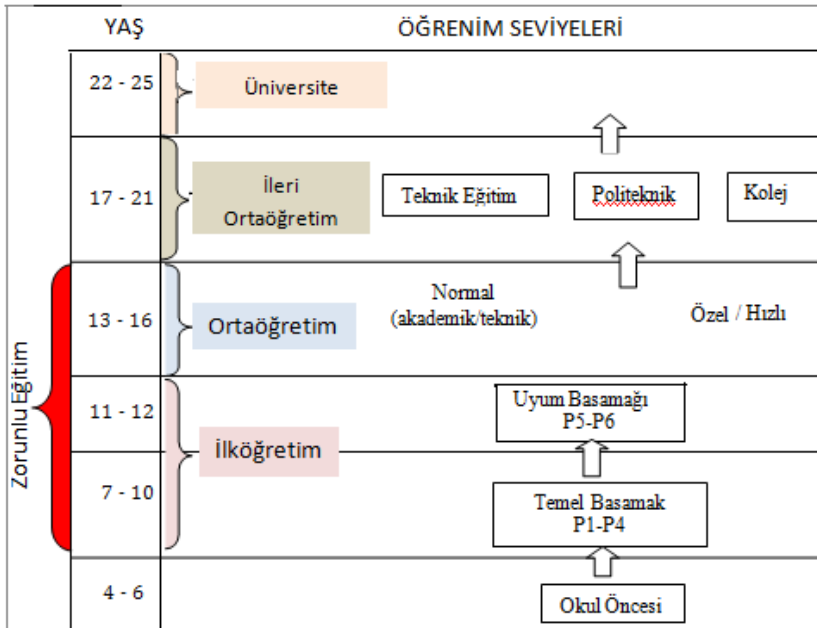 YAŞ
ÖĞRENİM SEVİYELERİ
22 - 25
Üniversite
17 - 21
İleri
Ortaöğretim
Teknik Eğitim
Politeknik
Kolej
Zorunlu Eğitim
13 - 16
Ortaöğretim
Normal
(akademik/teknik)
Özel / Hızlı
11 - 12
Uyum Basamağı
P5-P6
İlköğretim
7 - 10
Temel Basamak
P1-P4
4 - 6
Okul Öncesi